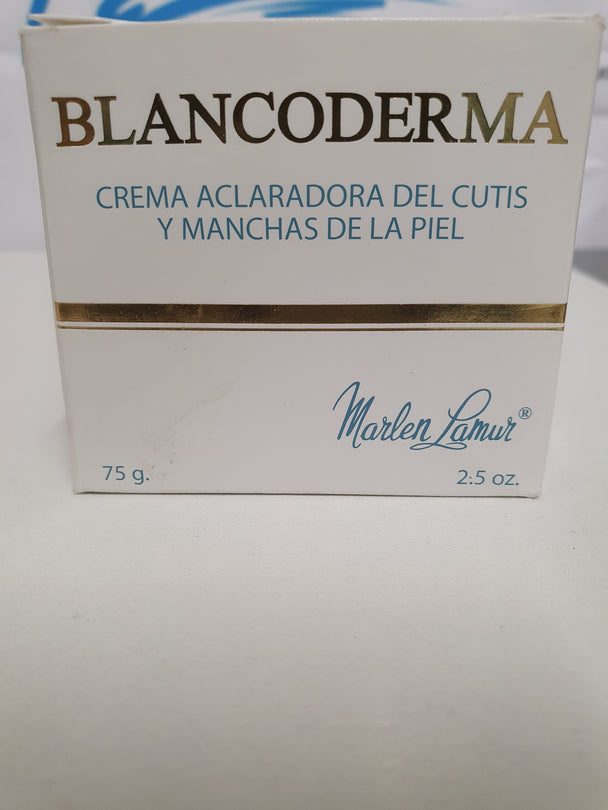 BLANCODERMA
CREMA ACLARADORA DEL CUTIS
Y MANCHAS DE LA PIEL
Marlen Lamur®
75 g.
2:5 oz.